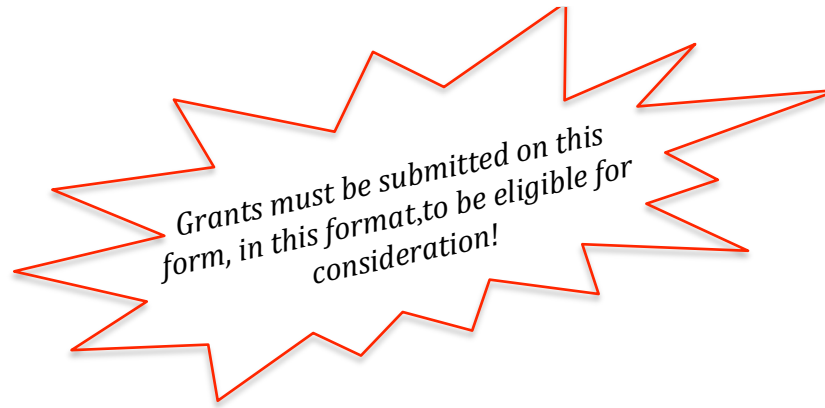 Grants must be submitted on this
form, in this format,to be eligible for
consideration!